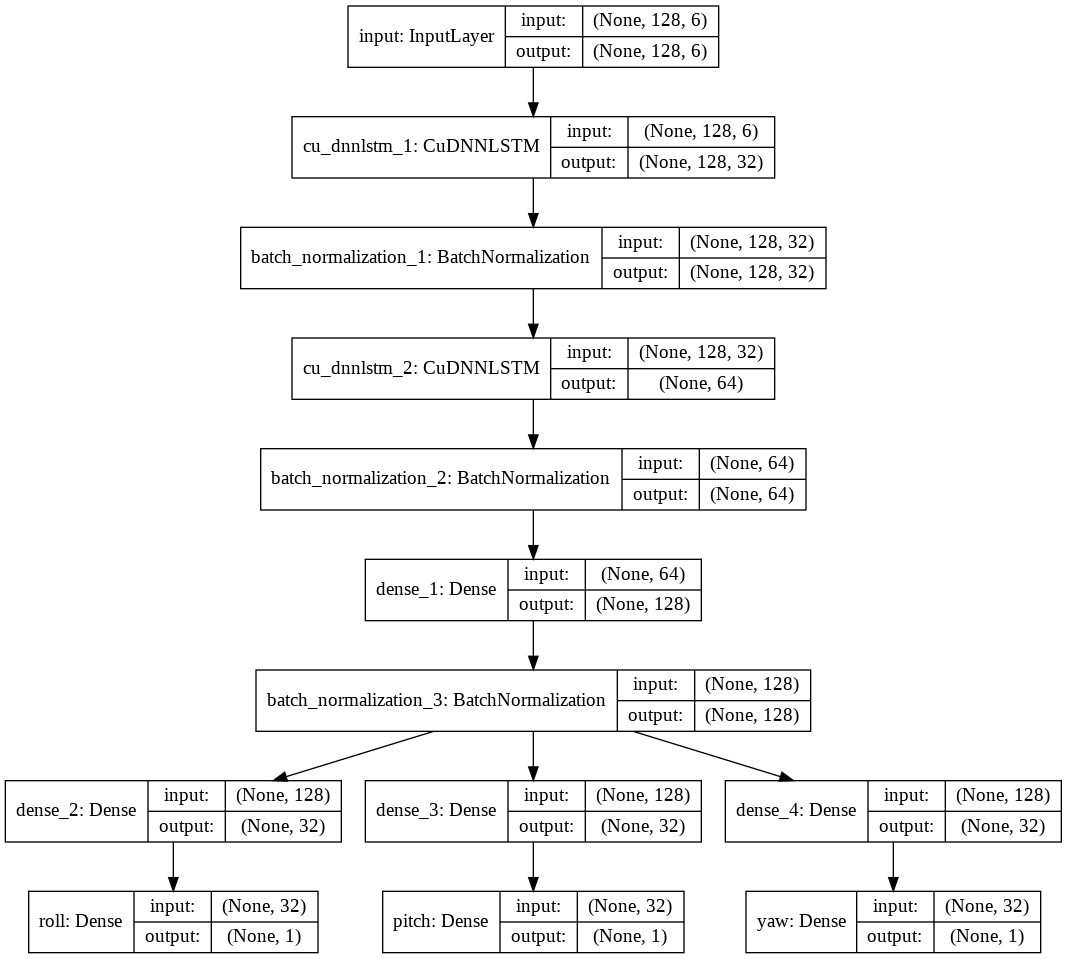 input: InputLayer input: (None, 128, 6)
output: (None, 128, 6)
cu_dnnlstm_1: CuDNNLSTM input: (None, 128, 6)
output: (None, 128, 32)
batch_normalization_1: BatchNormalization input: (None, 128, 32)
output: (None, 128, 32)
cu_dnnlstm_2: CuDNNLSTM input: (None, 128, 32)
output: (None, 64)
batch_normalization_2: BatchNormalization input: (None, 64)
output: (None, 64)
dense_1: Dense input: (None, 64)
output: (None, 128)
batch_normalization_3: BatchNormalization input: (None, 128)
output: (None, 128)
dense_2: Dense input: (None, 128)
output: (None, 32)
dense_3: Dense input: (None, 128)
output: (None, 32)
dense_4: Dense input: (None, 128)
output: (None, 32)
roll: Dense input: (None, 32)
output: (None, 1)
pitch: Dense input: (None, 32)
output: (None, 1)
yaw: Dense input: (None, 32)
output: (None, 1)